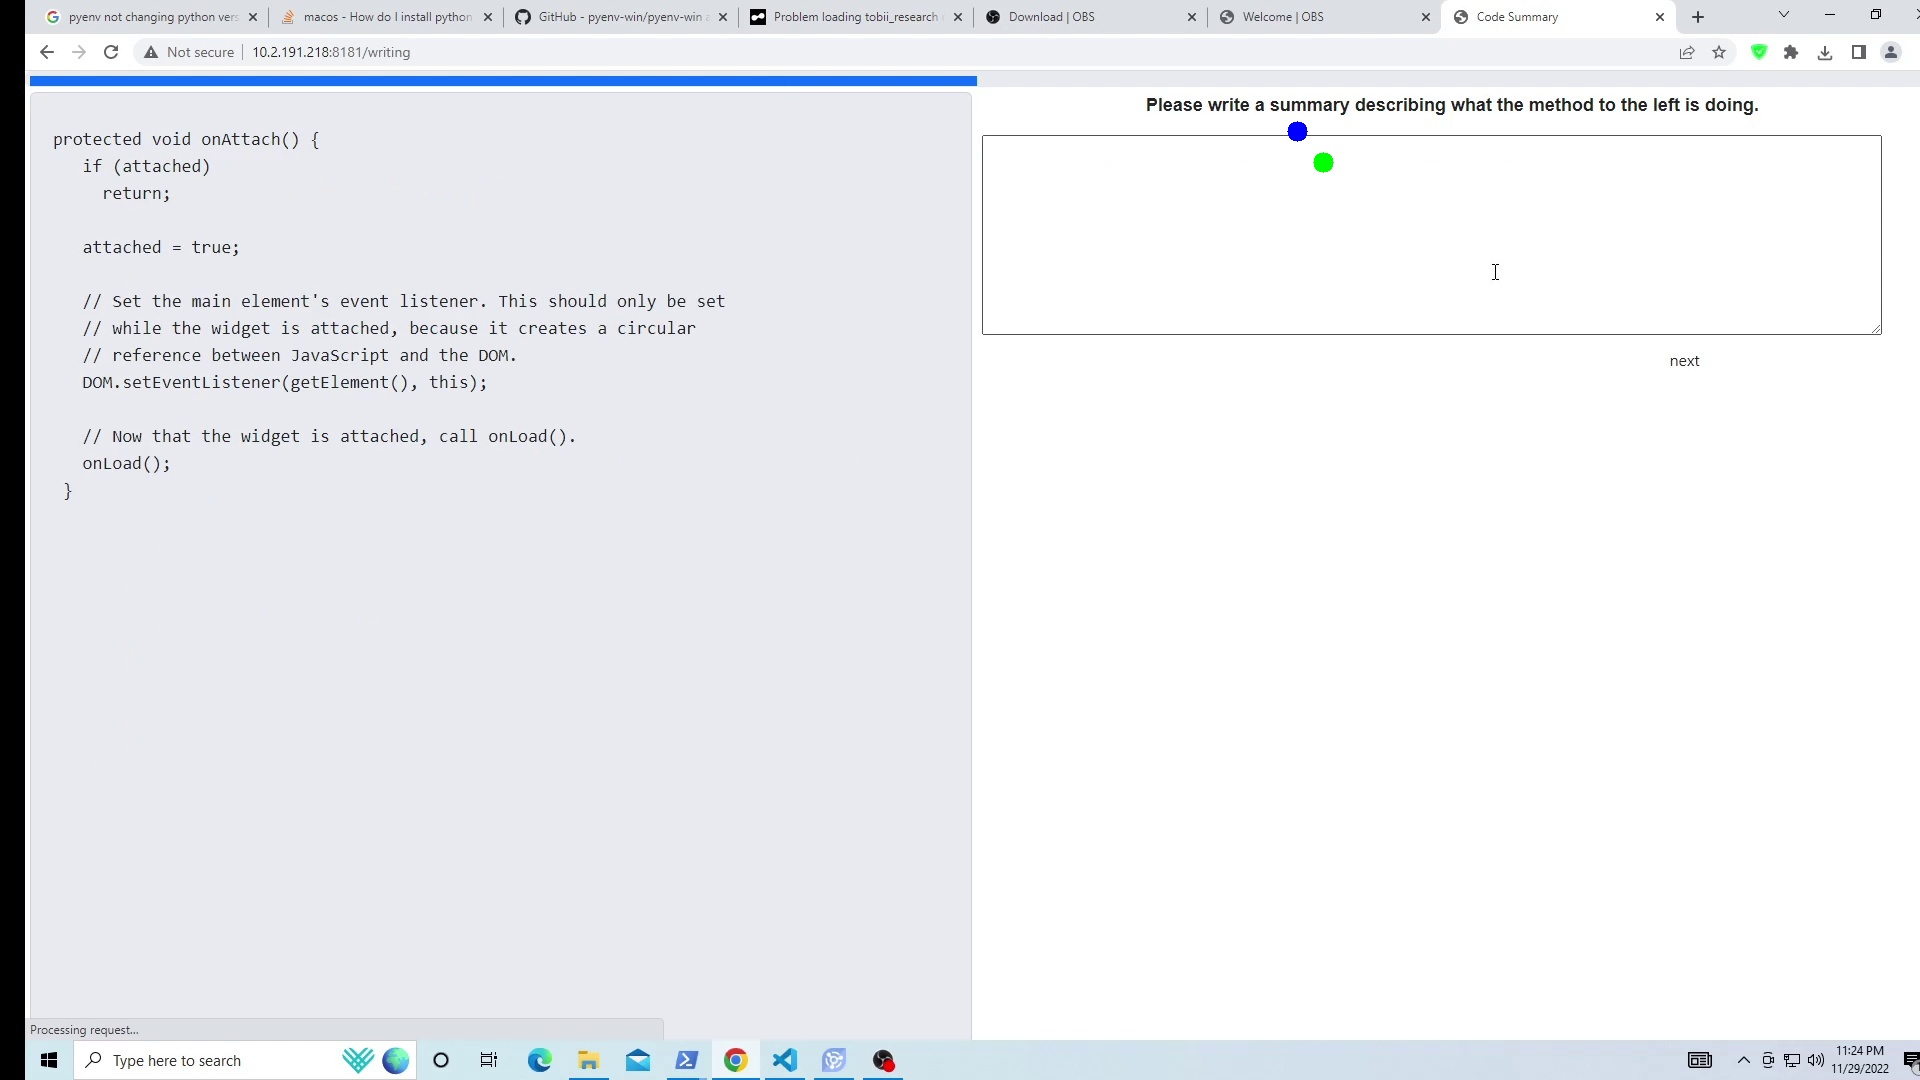 pyenv not changing python vers
macos - How do I install python
GitHub - pyenv-win/pyenv-win
Problem loading tobii_research
Download | OBS
Welcome | OBS
Code Summary
Not secure
10.2.191.218:8181/writing
protected void onAttach() {
if (attached)
return;
attached = true;
// Set the main element's event listener. This should only be set
// while the widget is attached, because it creates a circular
// reference between JavaScript and the DOM.
DOM.setEventListener(getElement(), this);
// Now that the widget is attached, call onLoad().
onLoad();
}
Please write a summary describing what the method to the left is doing.
next
Processing request...
Type here to search
11:24 PM
11/29/2022